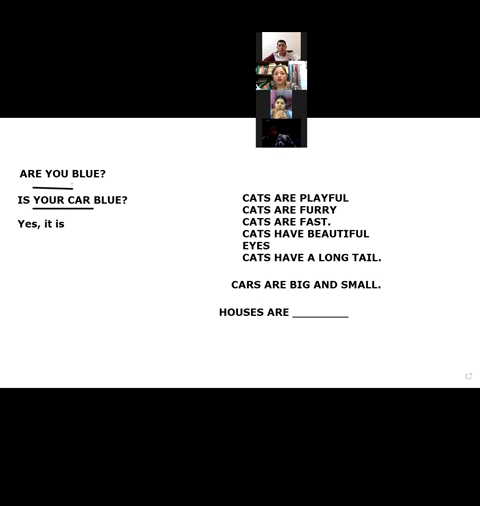 ARE YOU BLUE?
IS YOUR CAR BLUE?
Yes, it is
CATS ARE PLAYFUL
CATS ARE FURRY
CATS ARE FAST.
CATS HAVE BEAUTIFUL
EYES
CATS HAVE A LONG TAIL.
CARS ARE BIG AND SMALL.
HOUSES ARE _________